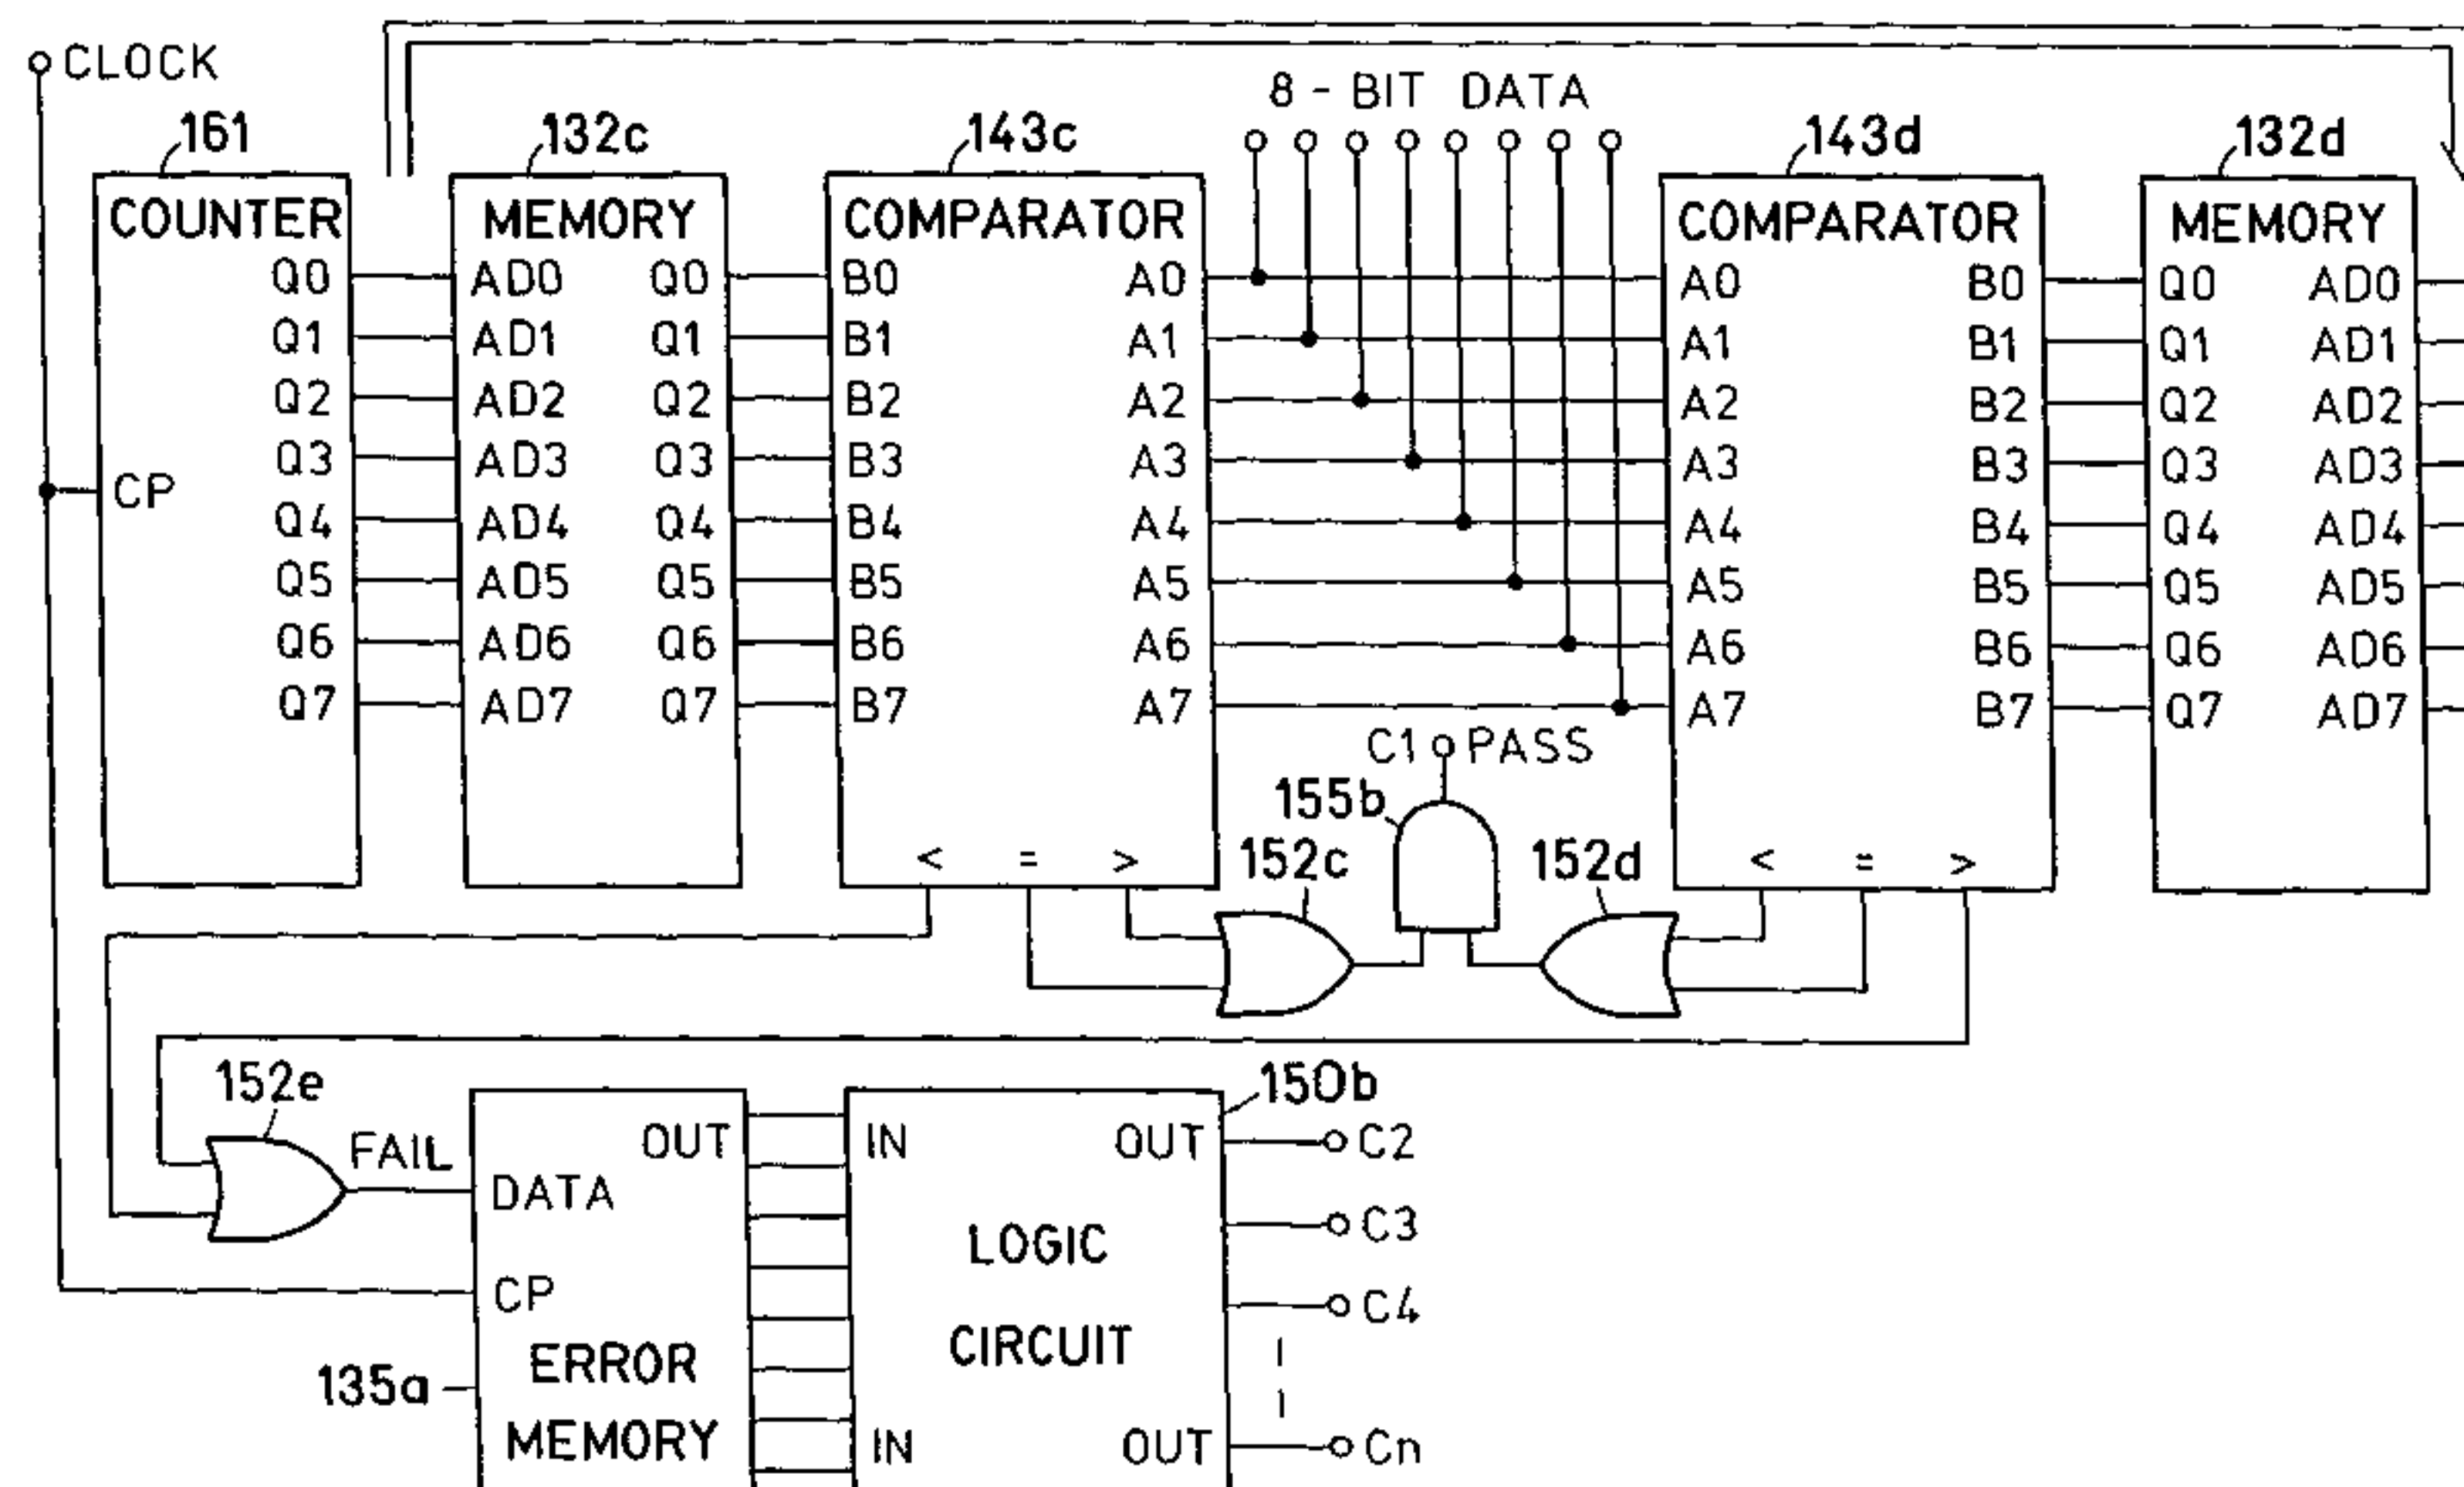 CLOCK
8 - BIT DATA
161
132c
143c
143d
132d
COUNTER
MEMORY
COMPARATOR
COMPARATOR
MEMORY
Q0 AD0 Q0 B0 A0 A0 B0 Q0 AD0
Q1 AD1 Q1 B1 A1 A1 B1 Q1 AD1
Q2 AD2 Q2 B2 A2 A2 B2 Q2 AD2
Q3 AD3 Q3 B3 A3 A3 B3 Q3 AD3
CP
Q4 AD4 Q4 B4 A4 A4 B4 Q4 AD4
Q5 AD5 Q5 B5 A5 A5 B5 Q5 AD5
Q6 AD6 Q6 B6 A6 A6 B6 Q6 AD6
Q7 AD7 Q7 B7 A7 A7 B7 Q7 AD7
C1 PASS
155b
< = >
152c
152d
< = >
152e
150b
FAIL
OUT
IN
OUT
C2
DATA
C3
LOGIC
CP
C4
CIRCUIT
ERROR
135a
MEMORY
IN
OUT
Cn